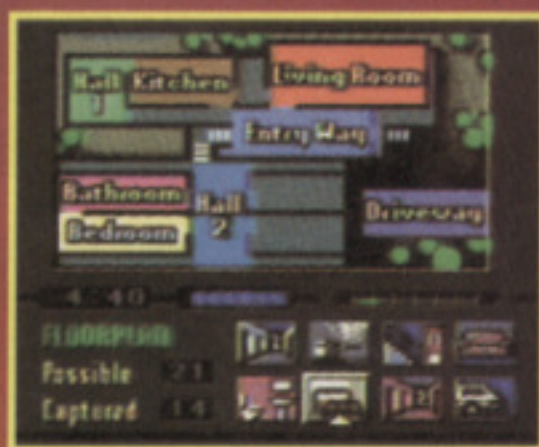 Hall Kitchen Living Room
1
Entry Way
Bathroom Hall
Bedroom 2 Driveway
4:40
FLOORPLAN
Possible 21
Captured 14